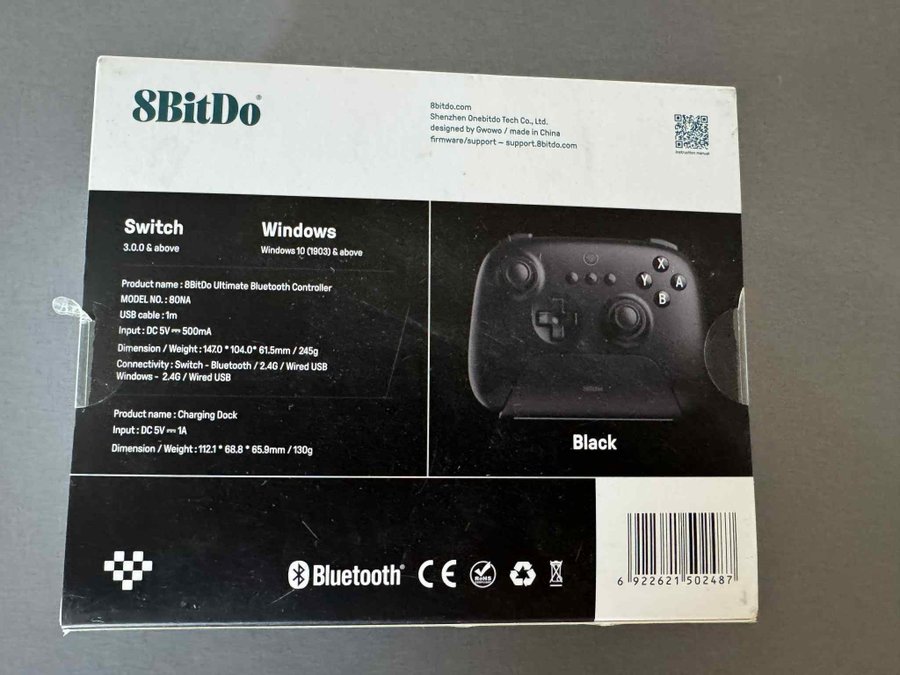 8BitDo®
8bitdo.com
Shenzhen Onebitdo Tech Co., Ltd.
designed by Gwowo / made in China
firmware/support – support.8bitdo.com
instruction manual
Switch
3.0.0 & above
Windows
Windows 10 (1903) & above
Product name : 8BitDo Ultimate Bluetooth Controller
MODEL NO. : 80NA
USB cable : 1m
Input : DC 5V ⎓ 500mA
Dimension / Weight : 147.0 * 104.0* 61.5mm / 245g
Connectivity : Switch - Bluetooth / 2.4G / Wired USB
Windows - 2.4G / Wired USB
Product name : Charging Dock
Input : DC 5V ⎓ 1A
Dimension / Weight : 112.1 * 68.8 * 65.9mm / 130g
X
Y A
B
8BitDo
Black
Bluetooth®
CE
RoHS
6 922621 502487